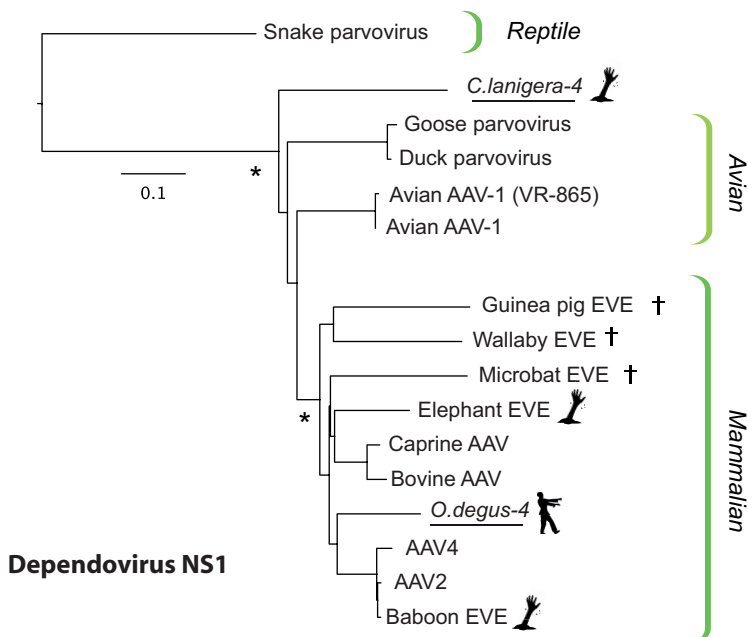 Snake parvovirus
Reptile
C.lanigera-4
Goose parvovirus
Duck parvovirus
Avian
*
0.1
Avian AAV-1 (VR-865)
Avian AAV-1
Guinea pig EVE †
Wallaby EVE †
Microbat EVE †
*
Elephant EVE
Mammalian
Caprine AAV
Bovine AAV
O.degus-4
AAV4
Dependovirus NS1
AAV2
Baboon EVE